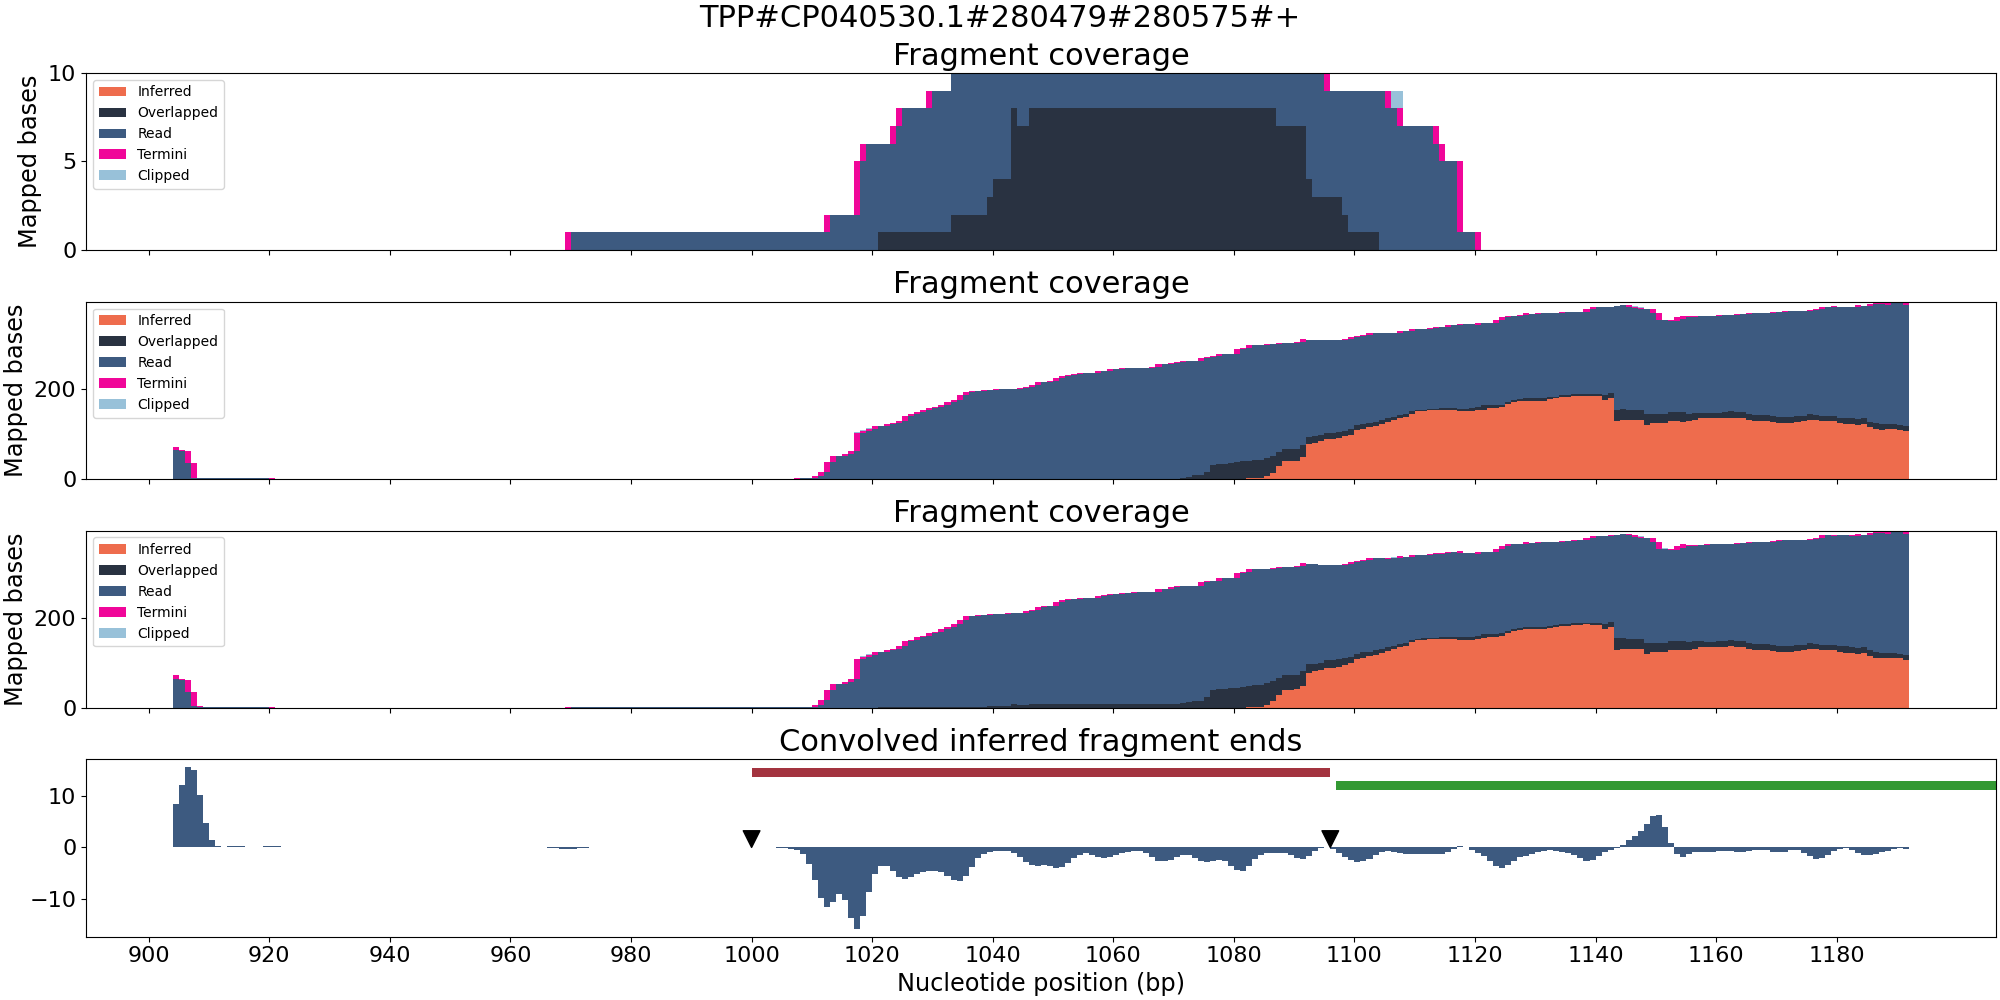 TPP#CP040530.1#280479#280575#+
Fragment coverage
Mapped bases
10
5
0
Inferred
Overlapped
Read
Termini
Clipped
Fragment coverage
Mapped bases
200
0
Inferred
Overlapped
Read
Termini
Clipped
Fragment coverage
Mapped bases
200
0
Inferred
Overlapped
Read
Termini
Clipped
Convolved inferred fragment ends
10
0
−10
900 920 940 960 980 1000 1020 1040 1060 1080 1100 1120 1140 1160 1180
Nucleotide position (bp)